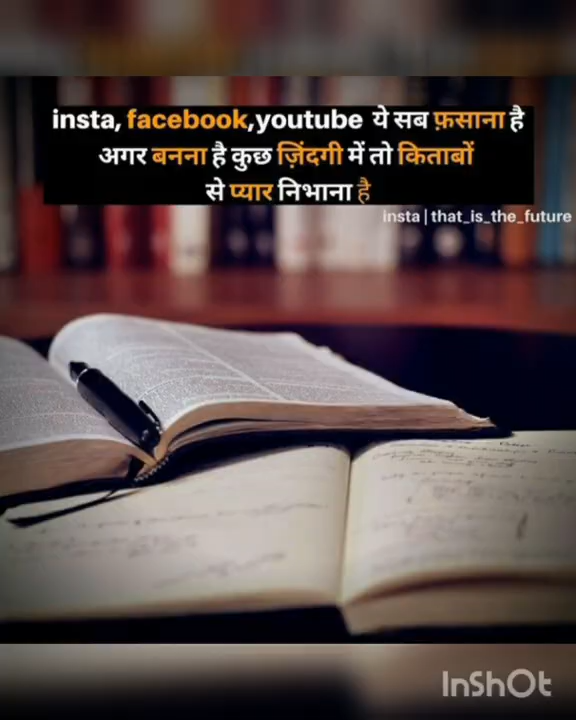 insta, facebook,youtube ये सब फ़साना है
अगर बनना है कुछ ज़िंदगी में तो किताबों
से प्यार निभाना है
insta | that_is_the_future
InShOt